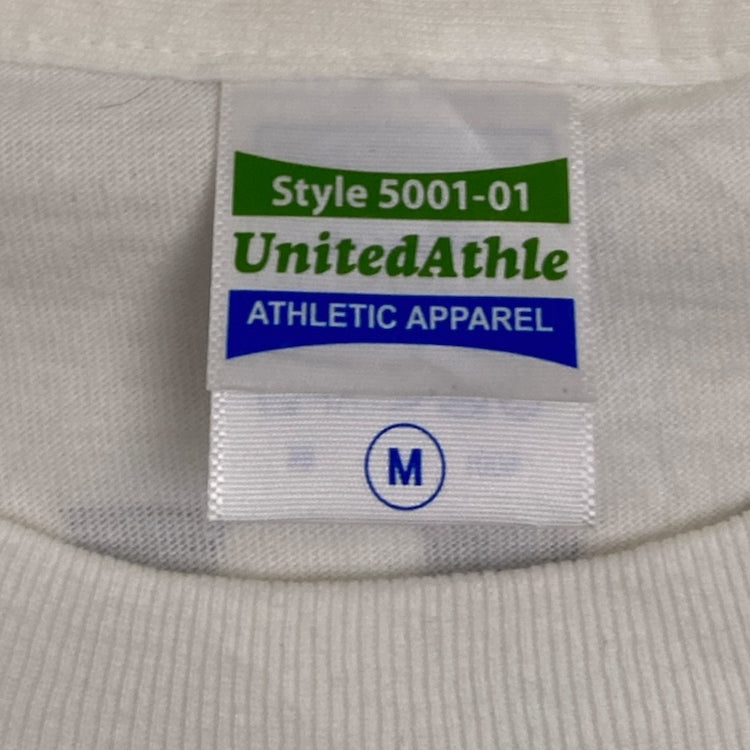 Style 5001-01
UnitedAthle
ATHLETIC APPAREL
M